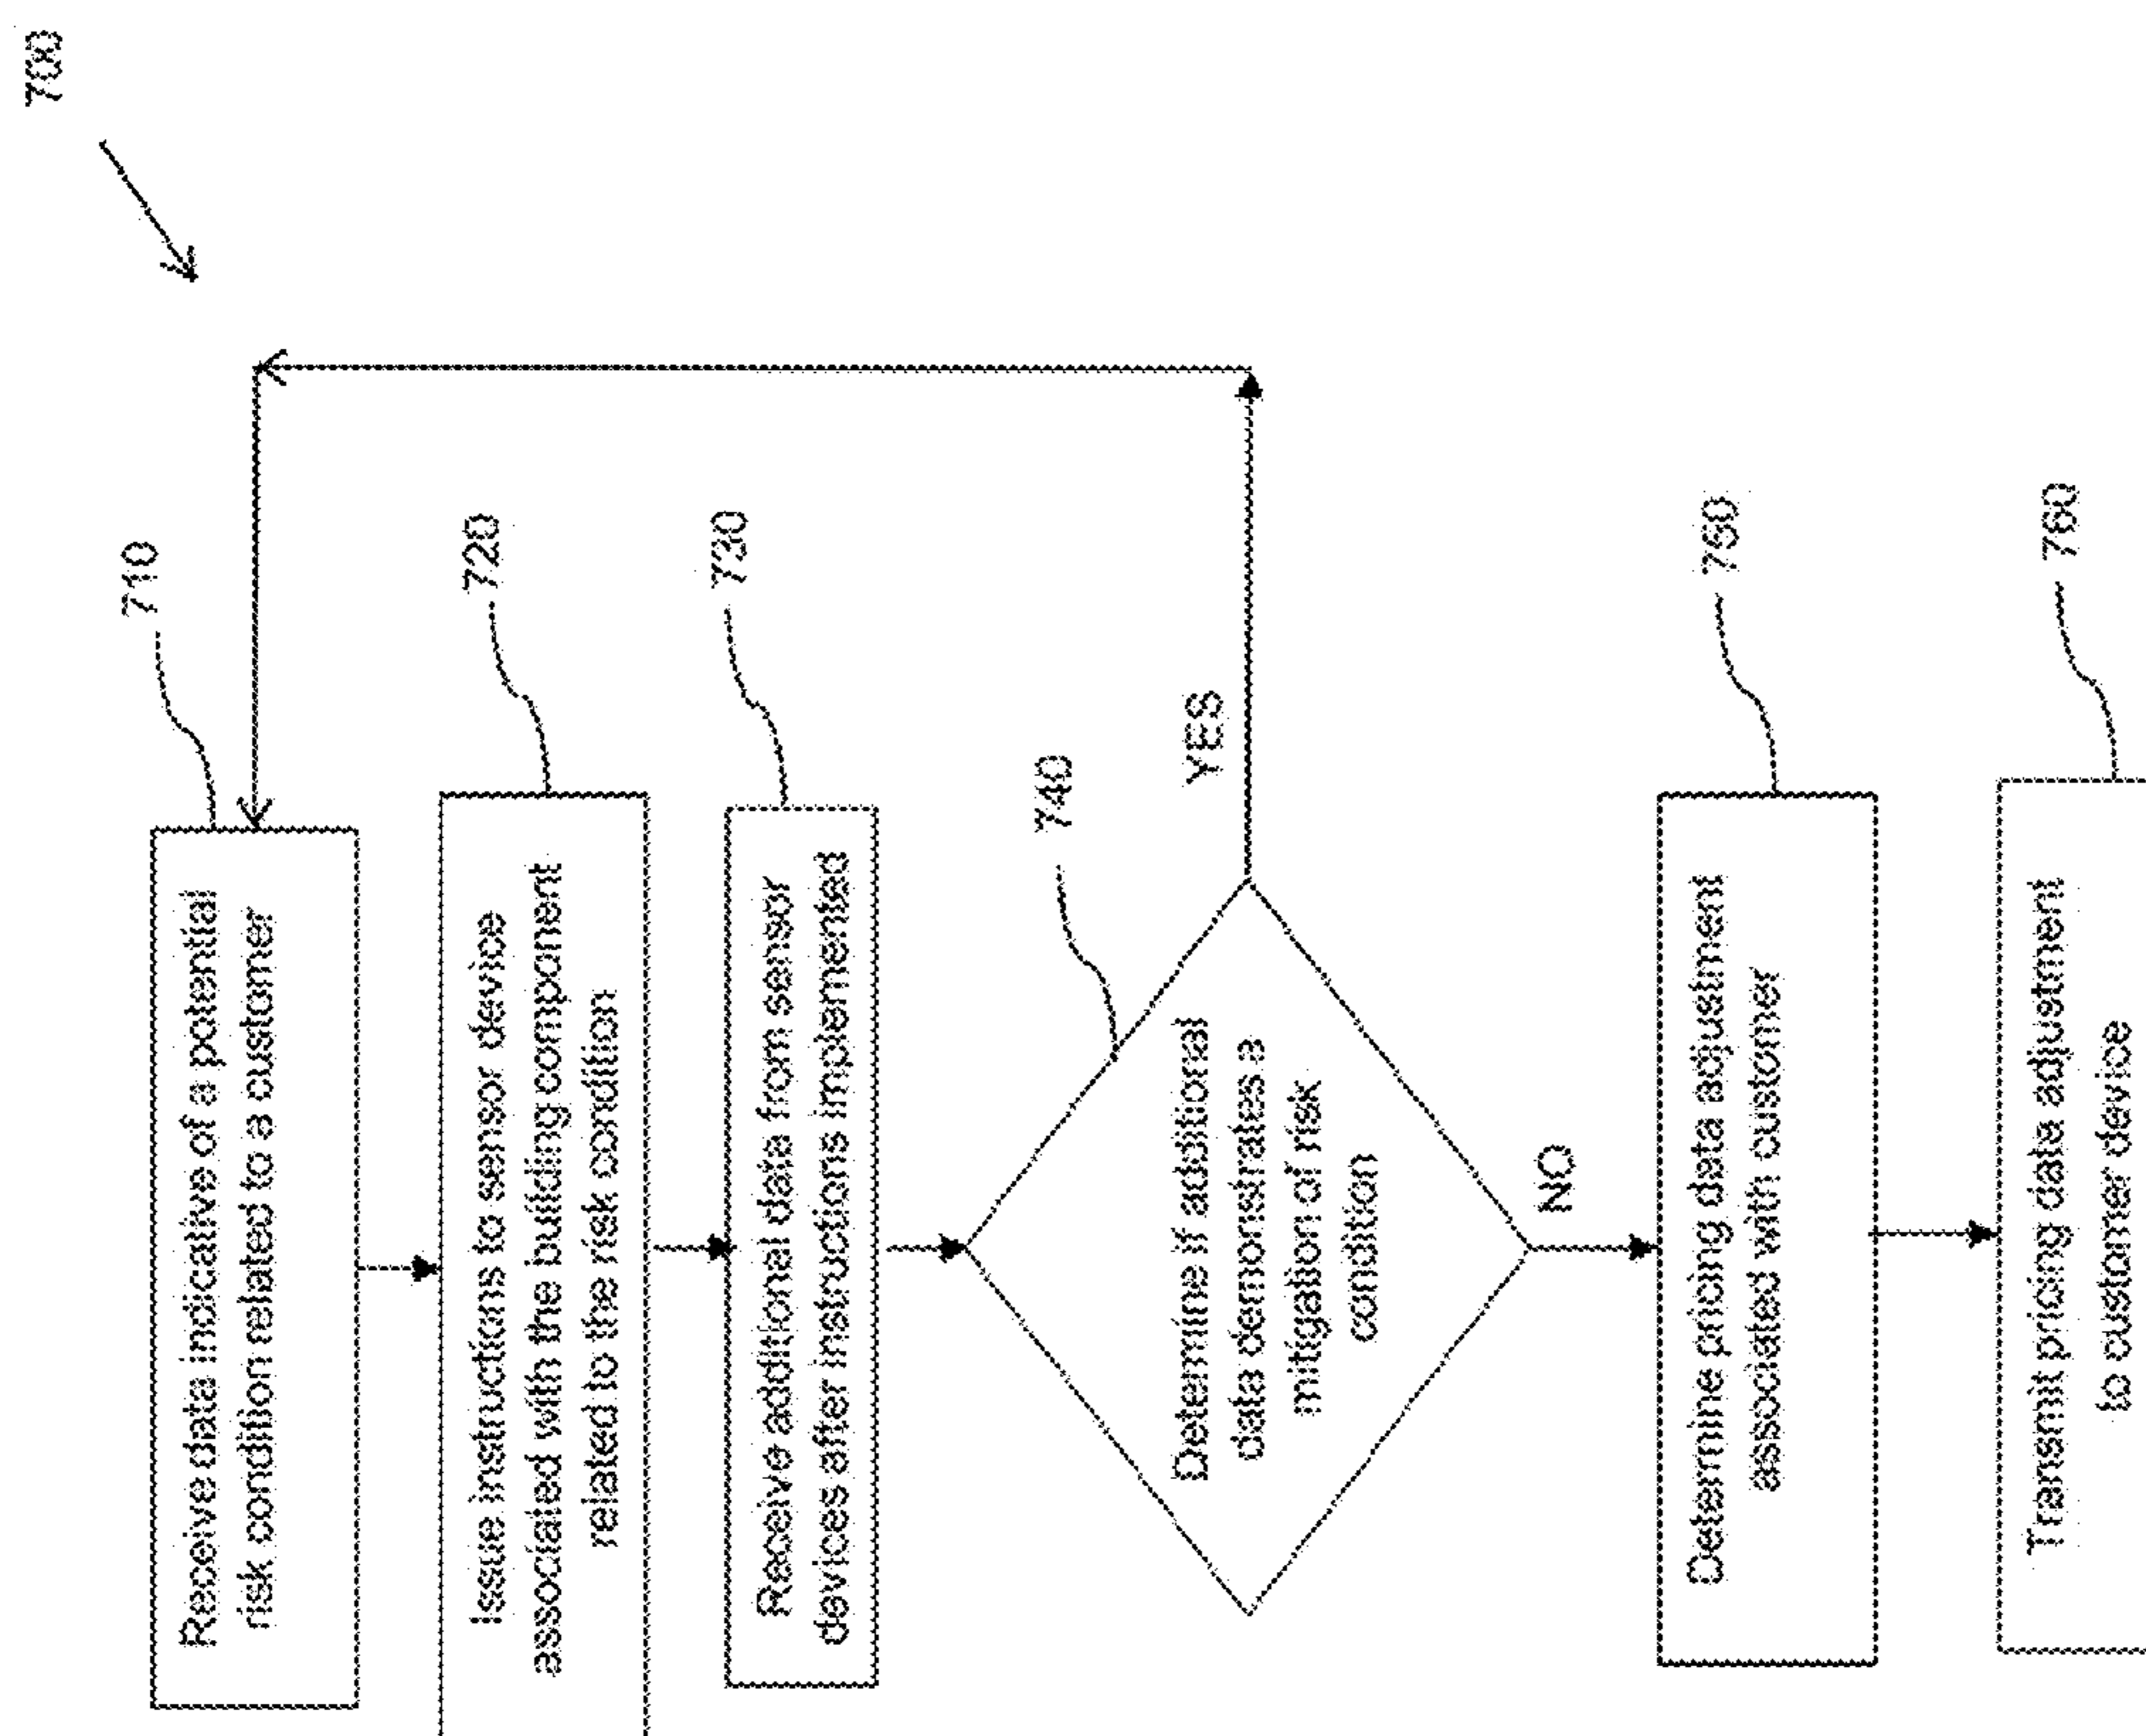 700
710
Receive data indicative of a potential
risk condition related to a customer
720
Issue instructions to sensor device
associated with the building component
related to the risk condition
730
Receive additional data from sensor
devices after instructions implemented
740
Determine if additional
data demonstrates a
mitigation of risk
condition
YES
NO
750
Determine pricing data adjustment
associated with customer
760
Transmit pricing data adjustment
to customer device